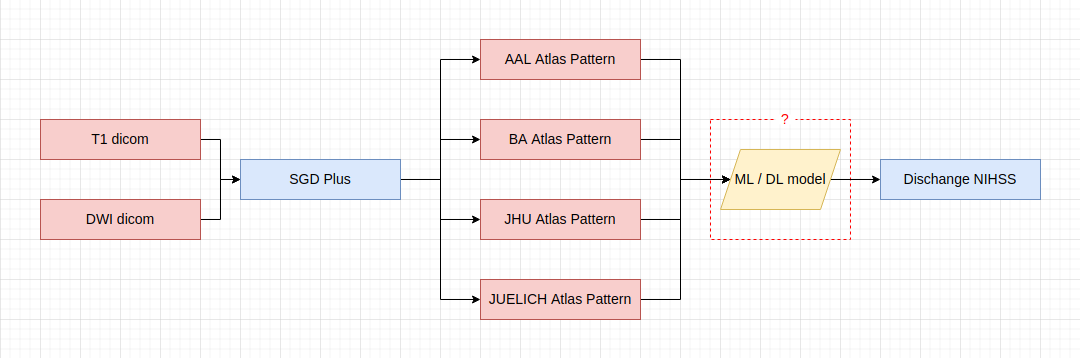 T1 dicom
DWI dicom
SGD Plus
AAL Atlas Pattern
BA Atlas Pattern
JHU Atlas Pattern
JUELICH Atlas Pattern
?
ML / DL model
Dischange NIHSS